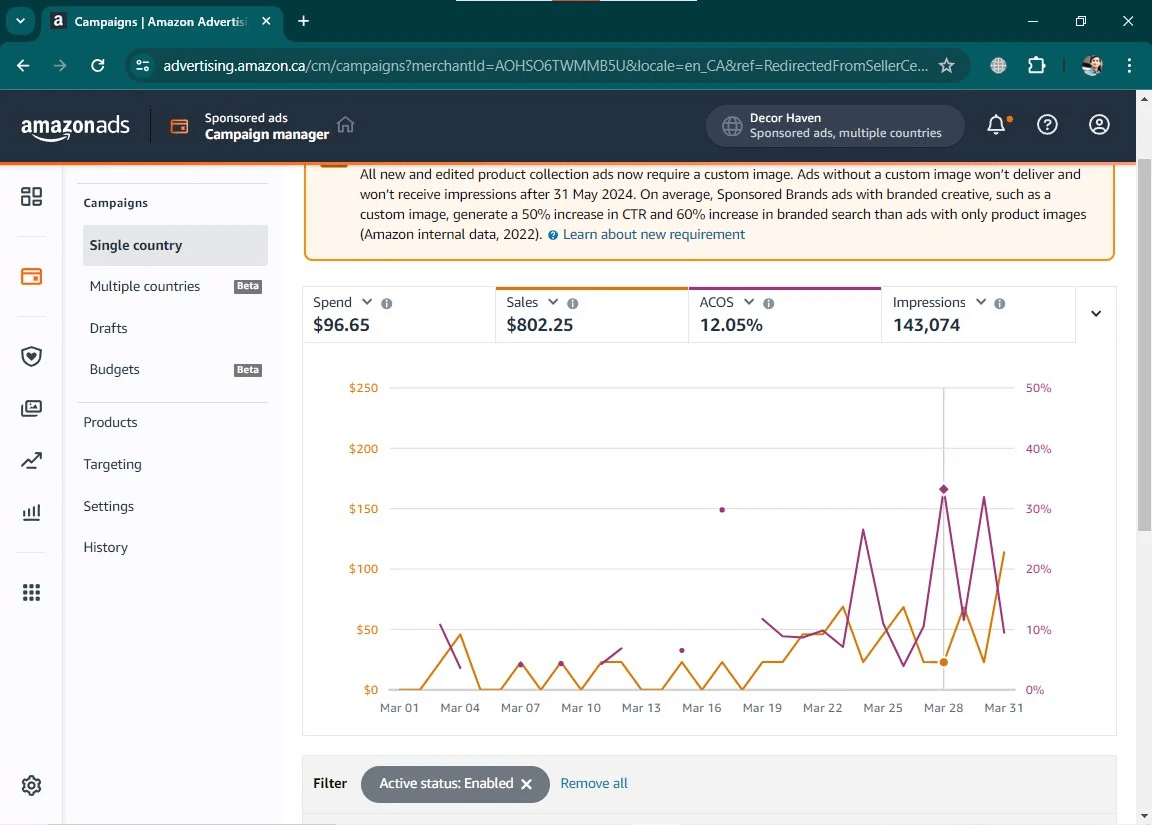 Campaigns | Amazon Advertisi
advertising.amazon.ca/cm/campaigns?merchantId=AOHSO6TWMMB5U&locale=en_CA&ref=RedirectedFromSellerCe...
amazonads
Sponsored ads
Campaign manager
Decor Haven
Sponsored ads, multiple countries
Campaigns
Single country
Multiple countries Beta
Drafts
Budgets Beta
Products
Targeting
Settings
History
All new and edited product collection ads now require a custom image. Ads without a custom image won't deliver and
won't receive impressions after 31 May 2024. On average, Sponsored Brands ads with branded creative, such as a
custom image, generate a 50% increase in CTR and 60% increase in branded search than ads with only product images
(Amazon internal data, 2022). Learn about new requirement
Spend
$96.65
Sales
$802.25
ACOS
12.05%
Impressions
143,074
$250 50%
$200 40%
$150 30%
$100 20%
$50 10%
$0 0%
Mar 01 Mar 04 Mar 07 Mar 10 Mar 13 Mar 16 Mar 19 Mar 22 Mar 25 Mar 28 Mar 31
Filter Active status: Enabled Remove all